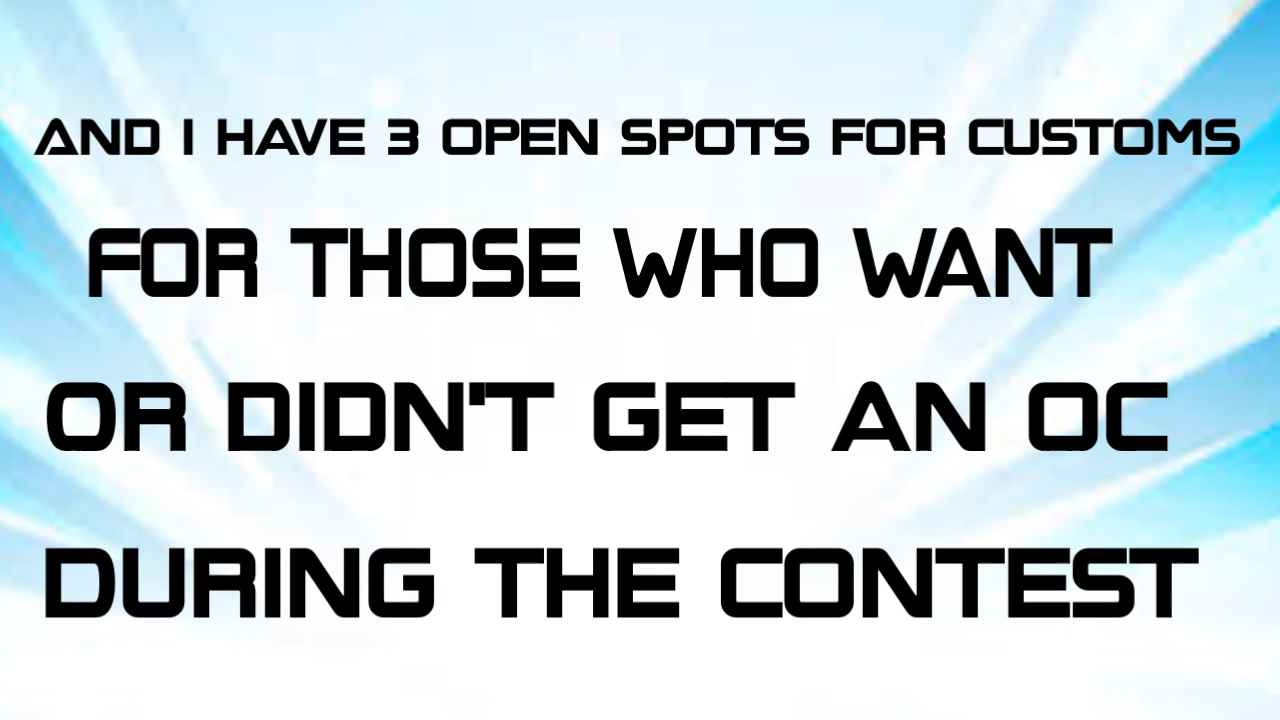 AND I HAVE 3 OPEN SPOTS FOR CUSTOMS
FOR THOSE WHO WANT
OR DIDN'T GET AN OC
DURING THE CONTEST